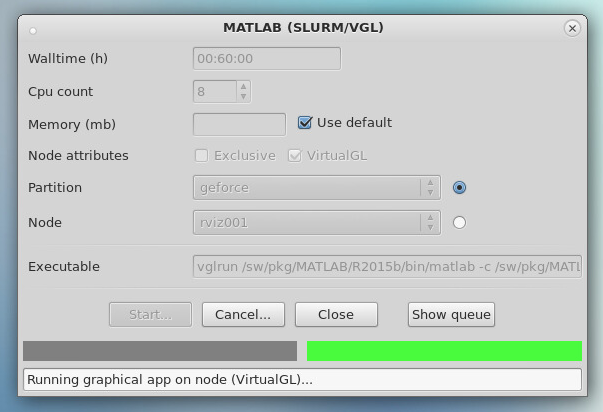 MATLAB (SLURM/VGL)
Walltime (h) 00:60:00
Cpu count 8
Memory (mb) Use default
Node attributes Exclusive VirtualGL
Partition geforce
Node rviz001
Executable vglrun /sw/pkg/MATLAB/R2015b/bin/matlab -c /sw/pkg/MATL
Start... Cancel... Close Show queue
Running graphical app on node (VirtualGL)...